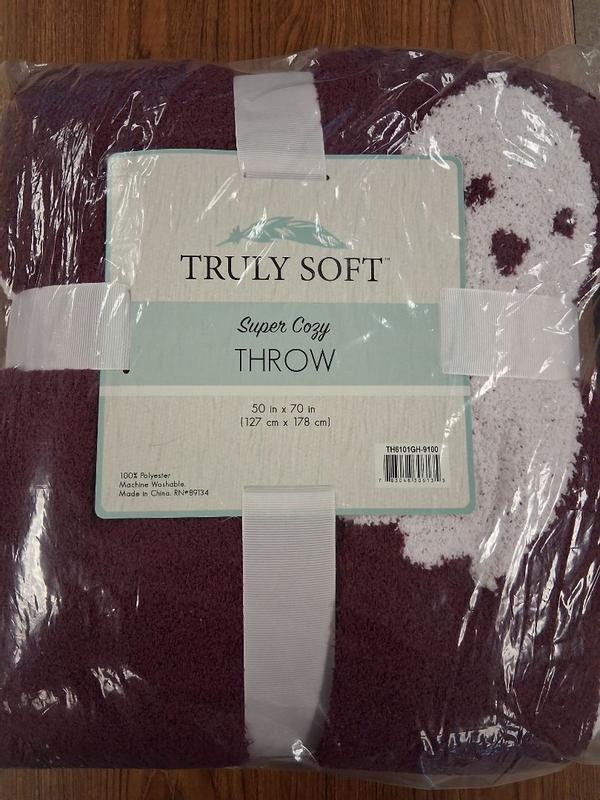 TRULY SOFT™
Super Cozy
THROW
50 in x 70 in
(127 cm x 178 cm)
TH6101GH-9100
100% Polyester
Machine Washable.
Made in China. RN#89134